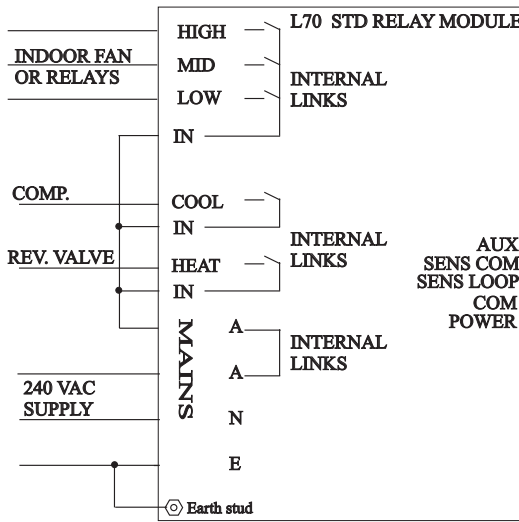 L70 STD RELAY MODULE
HIGH
INDOOR FAN
OR RELAYS
MID
LOW
INTERNAL
LINKS
IN
COMP.
COOL
IN
REV. VALVE
HEAT
IN
INTERNAL
LINKS
AUX
SENS COM
SENS LOOP
COM
POWER
MAINS
A
A
INTERNAL
LINKS
240 VAC
SUPPLY
N
E
Earth stud